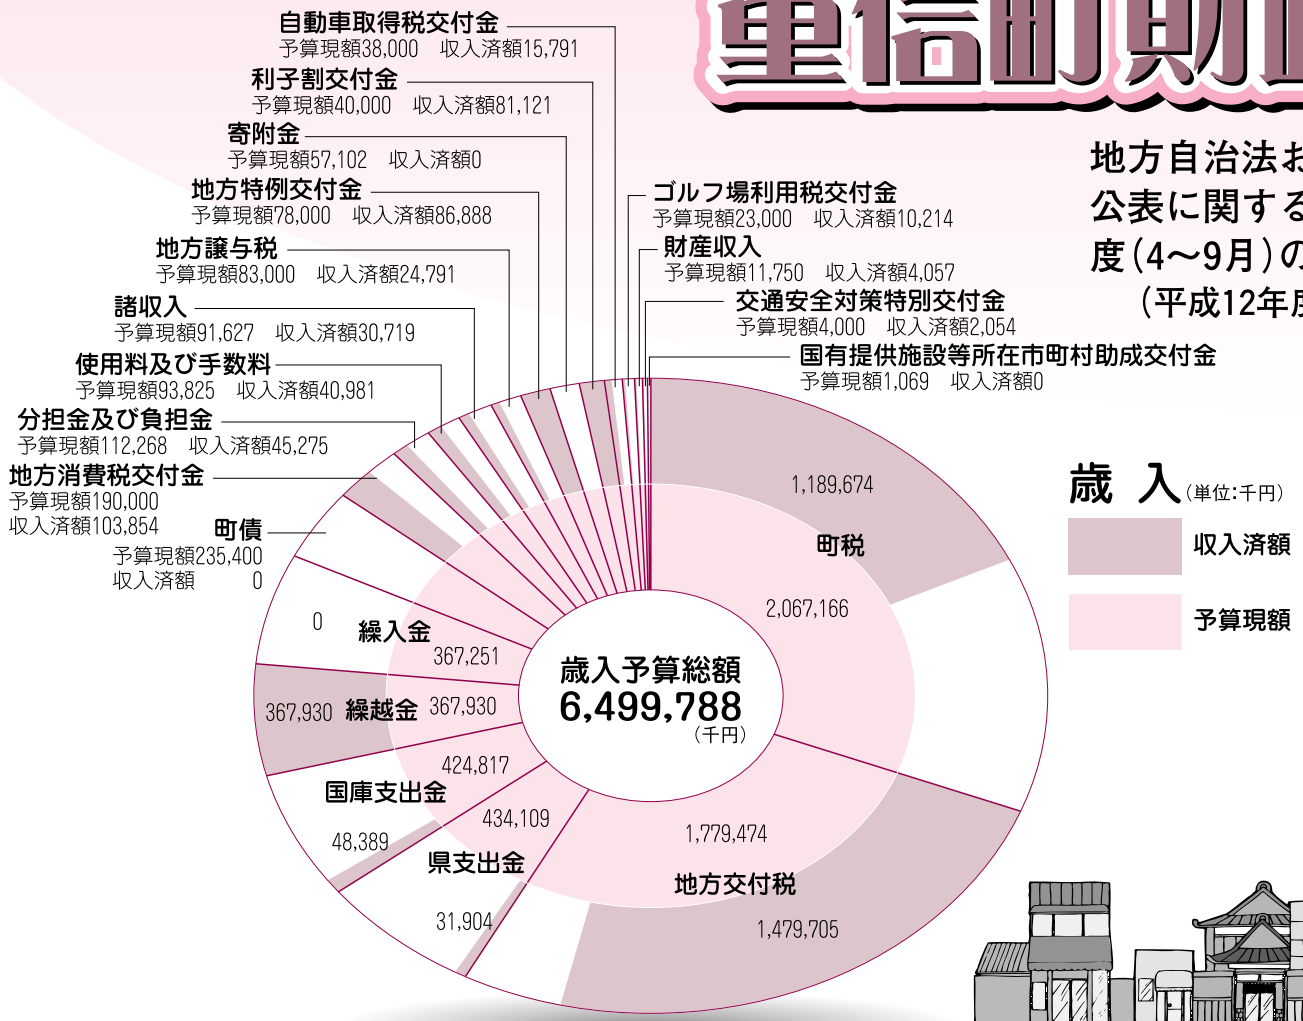 重信町財
地方自治法お
公表に関する
度(4〜9月)の
(平成12年度
自動車取得税交付金
予算現額38,000 収入済額15,791
利子割交付金
予算現額40,000 収入済額81,121
寄附金
予算現額57,102 収入済額0
地方特例交付金
予算現額78,000 収入済額86,888
地方譲与税
予算現額83,000 収入済額24,791
諸収入
予算現額91,627 収入済額30,719
使用料及び手数料
予算現額93,825 収入済額40,981
分担金及び負担金
予算現額112,268 収入済額45,275
地方消費税交付金
予算現額190,000
収入済額103,854
町債
予算現額235,400
収入済額 0
ゴルフ場利用税交付金
予算現額23,000 収入済額10,214
財産収入
予算現額11,750 収入済額4,057
交通安全対策特別交付金
予算現額4,000 収入済額2,054
国有提供施設等所在市町村助成交付金
予算現額1,069 収入済額0
歳 入(単位:千円)
収入済額
予算現額
1,189,674
町税
2,067,166
0
繰入金
367,251
367,930 繰越金 367,930
424,817
国庫支出金
48,389
434,109
県支出金
31,904
1,779,474
地方交付税
1,479,705
歳入予算総額
6,499,788
(千円)